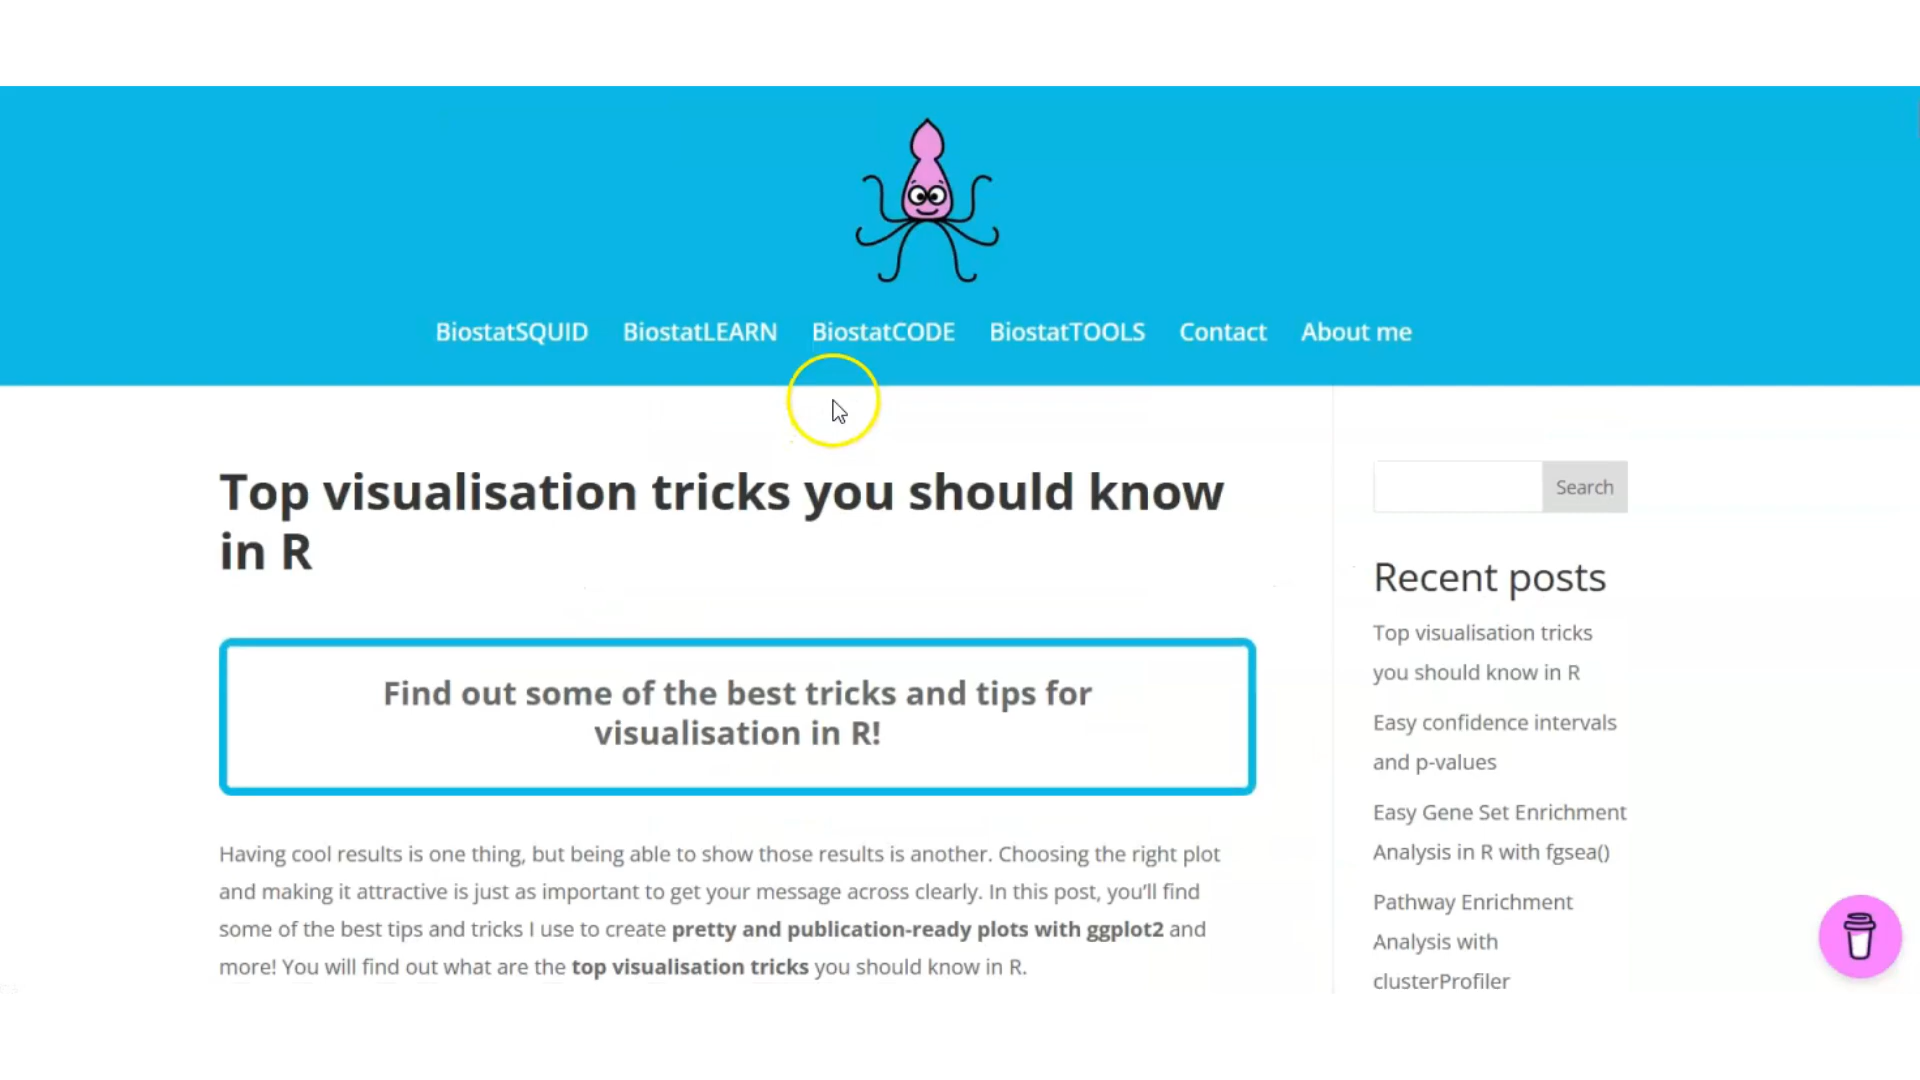 BiostatSQUID BiostatLEARN BiostatCODE BiostatTOOLS Contact About me
Top visualisation tricks you should know
in R
Find out some of the best tricks and tips for
visualisation in R!
Having cool results is one thing, but being able to show those results is another. Choosing the right plot
and making it attractive is just as important to get your message across clearly. In this post, you'll find
some of the best tips and tricks I use to create pretty and publication-ready plots with ggplot2 and
more! You will find out what are the top visualisation tricks you should know in R.
Search
Recent posts
Top visualisation tricks
you should know in R
Easy confidence intervals
and p-values
Easy Gene Set Enrichment
Analysis in R with fgsea()
Pathway Enrichment
Analysis with
clusterProfiler